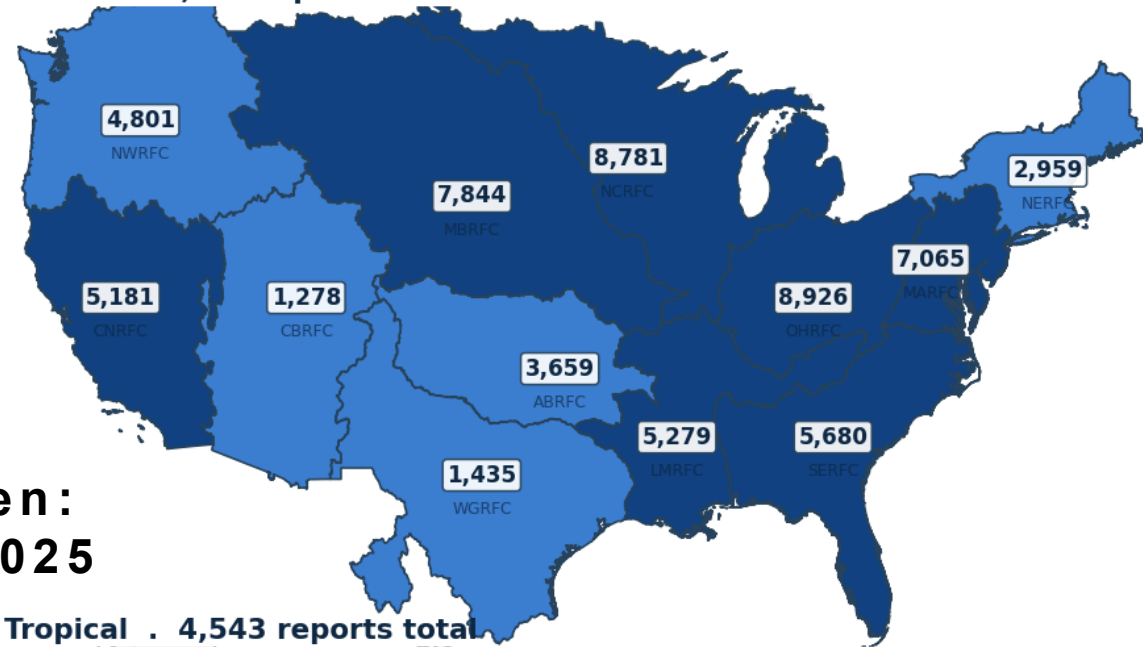 4,801
NWRFC
8,781
NCRFC
2,959
NERFC
7,844
MBRFC
7,065
MARFC
5,181
CNRFC
1,278
CBRFC
8,926
OHRFC
3,659
ABRFC
5,279
LMRFC
5,680
SERFC
1,435
WGRFC
en:
025
Tropical . 4,543 reports total